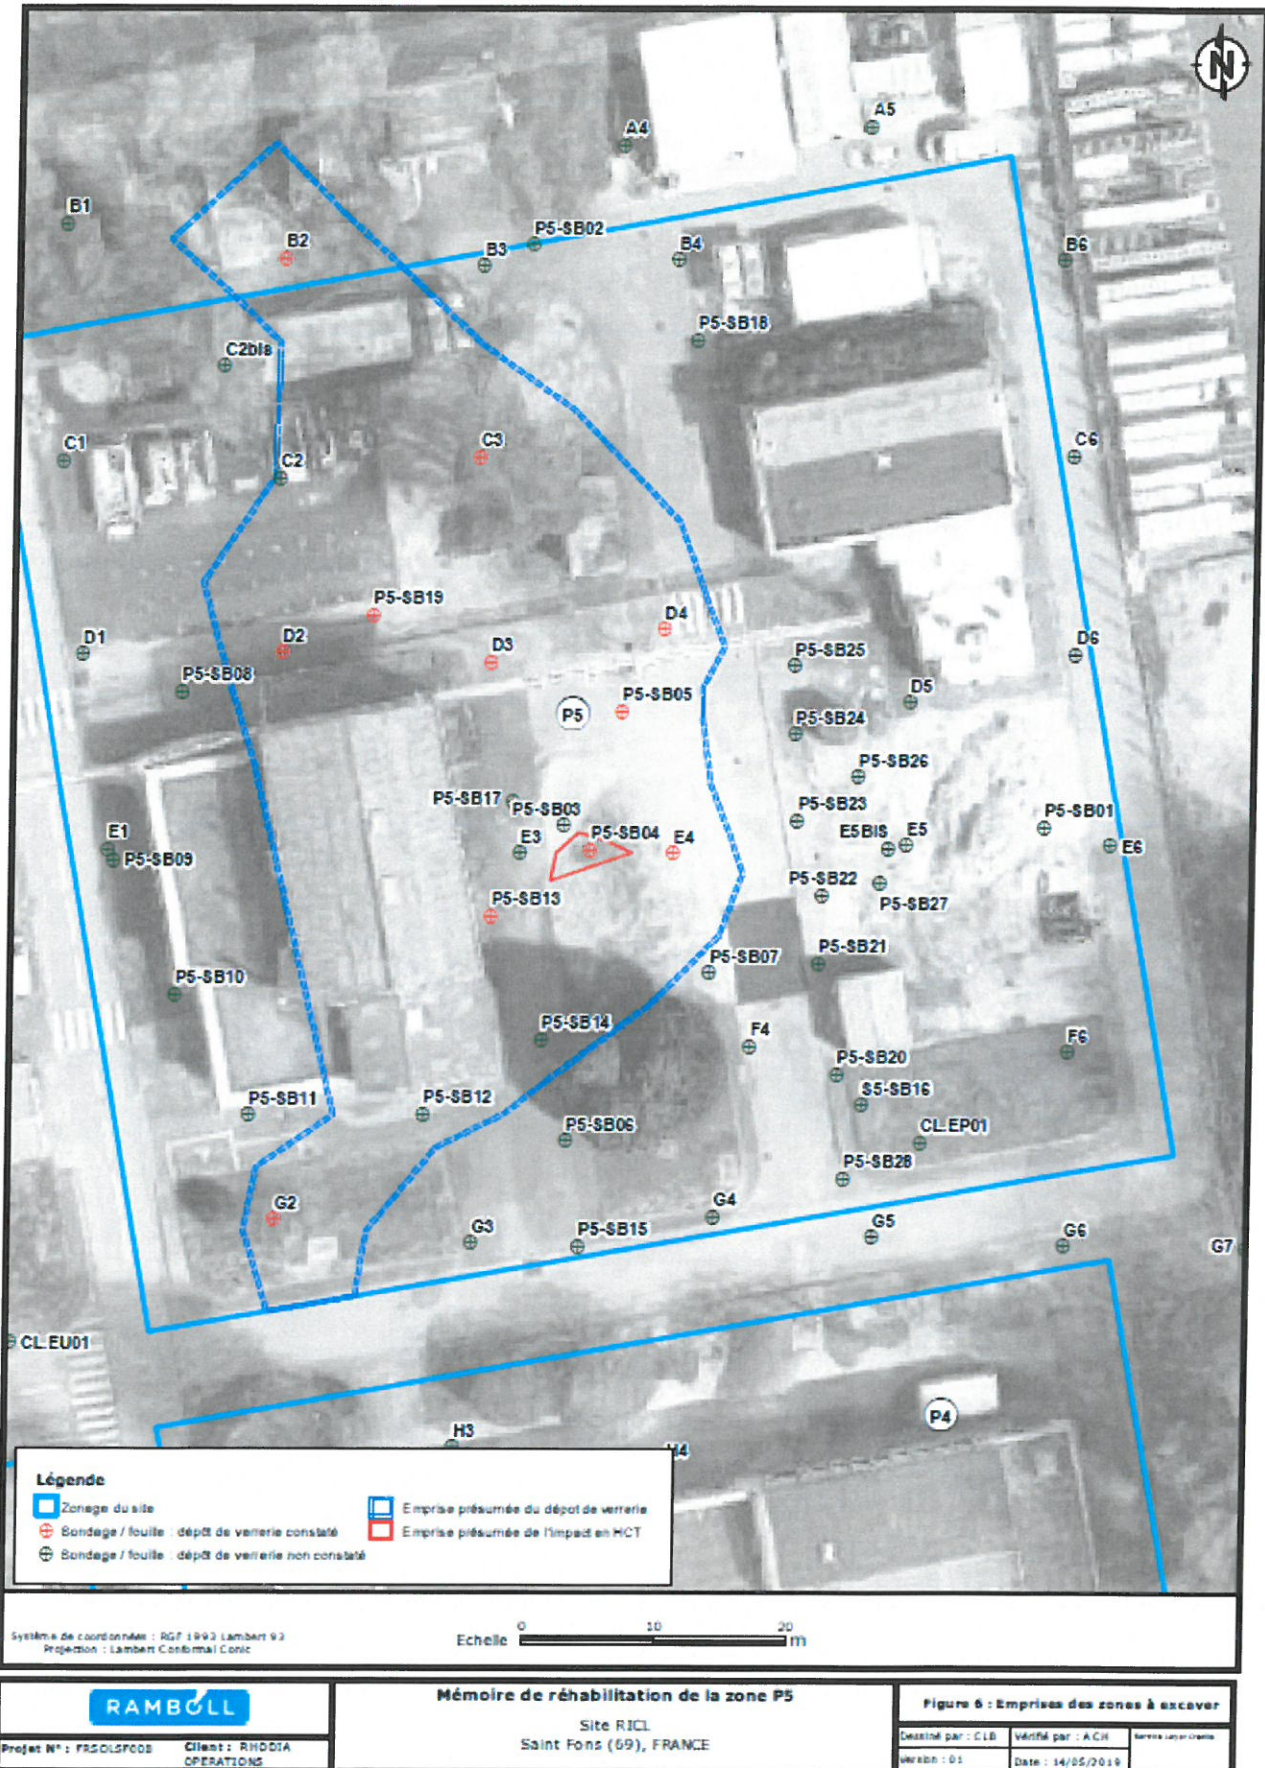 N
A4
A5
B1
B2
B3
P5-SB02
B4
B6
P5-SB18
C2bis
C1
C2
C3
C6
P5-SB19
D1
D2
D3
D4
P5-SB25
D6
P5-SB08
P5
P5-SB05
D5
P5-SB24
P5-SB26
P5-SB17
P5-SB03
P5-SB23
P5-SB01
E1
P5-SB09
E3
P5-SB04
E4
E5BIS
E5
E6
P5-SB22
P5-SB27
P5-SB13
P5-SB10
P5-SB07
P5-SB21
P5-SB14
F4
F6
P5-SB20
S5-SB16
P5-SB11
P5-SB12
P5-SB06
CL.EP01
P5-SB28
G2
G3
P5-SB15
G4
G5
G6
G7
CL.EU01
P4
H3
H4
Légende
Zonage du site
Sondage / fouille : dépôt de verrerie constaté
Sondage / fouille : dépôt de verrerie non constaté
Emprise présumée du dépot de verrerie
Emprise présumée de l'impact en HCT
Système de coordonnées : RGF 1993 Lambert 93
Projection : Lambert Conformal Conic
Echelle
0 10 20
m
RAMBOLL
Projet N° :
Client : RHODIA
OPERATIONS
Mémoire de réhabilitation de la zone P5
Site RICL
Saint Fons (69), FRANCE
Figure 6 : Emprises des zones à excaver
Dessiné par : CLB
Vérifié par : ACH
Version : 01
Date : 14/05/2019